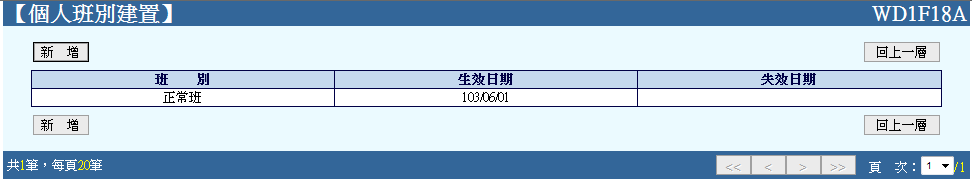 【個人班別建置】 WD1F18A
新 增 回上一層
班 別 生效日期 失效日期
正常班 103/06/01
新 增 回上一層
共1筆，每頁20筆 << < > >> 頁 次：1 /1